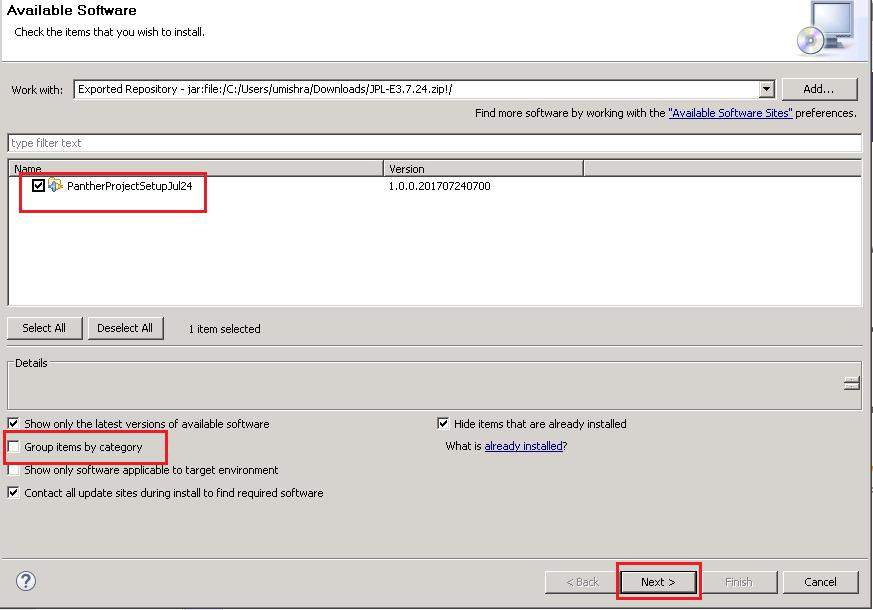 Available Software
Check the items that you wish to install.
Work with: Exported Repository - jar:file:/C:/Users/umishra/Downloads/JPL-E3.7.24.zip!/ Add...
Find more software by working with the "Available Software Sites" preferences.
type filter text
Name Version
PantherProjectSetupJul24 1.0.0.201707240700
Select All Deselect All 1 item selected
Details
Show only the latest versions of available software Hide items that are already installed
Group items by category What is already installed?
Show only software applicable to target environment
Contact all update sites during install to find required software
? < Back Next > Finish Cancel